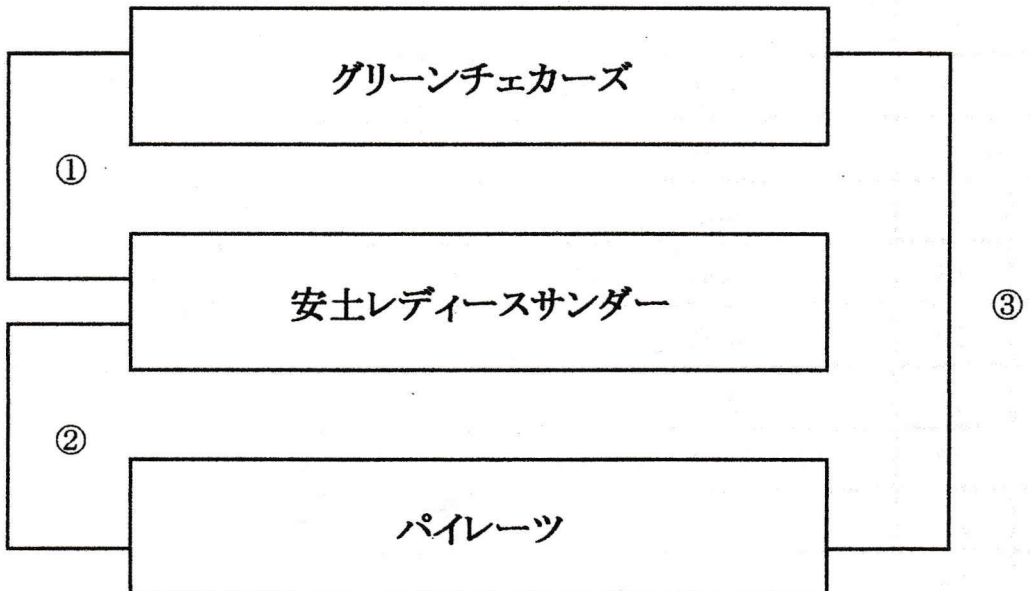 グリーンチェカーズ
①
安土レディースサンダー
③
②
パイレーツ